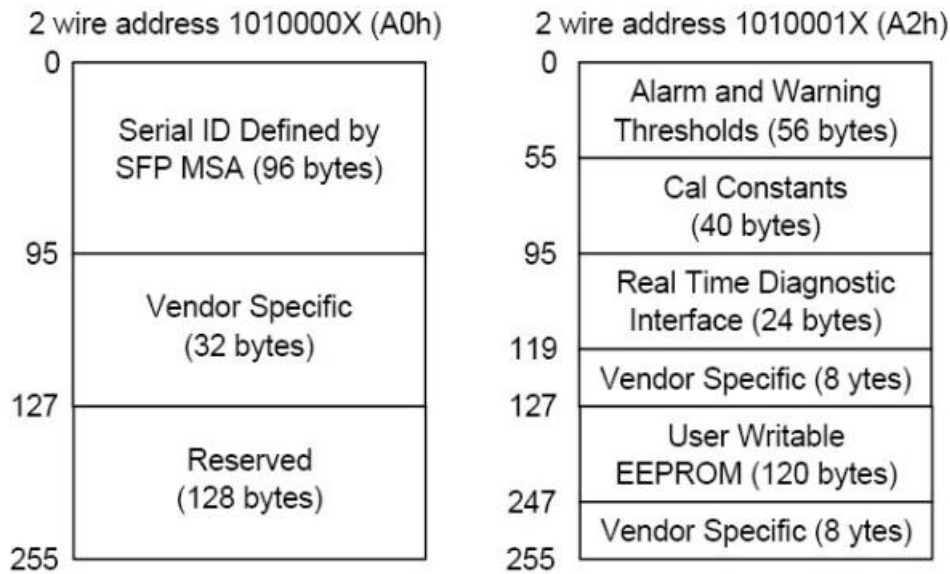 2 wire address 1010000X (A0h)
0
Serial ID Defined by
SFP MSA (96 bytes)
95
Vendor Specific
(32 bytes)
127
Reserved
(128 bytes)
255
2 wire address 1010001X (A2h)
0
Alarm and Warning
Thresholds (56 bytes)
55
Cal Constants
(40 bytes)
95
Real Time Diagnostic
Interface (24 bytes)
119
Vendor Specific (8 ytes)
127
User Writable
EEPROM (120 bytes)
247
Vendor Specific (8 ytes)
255